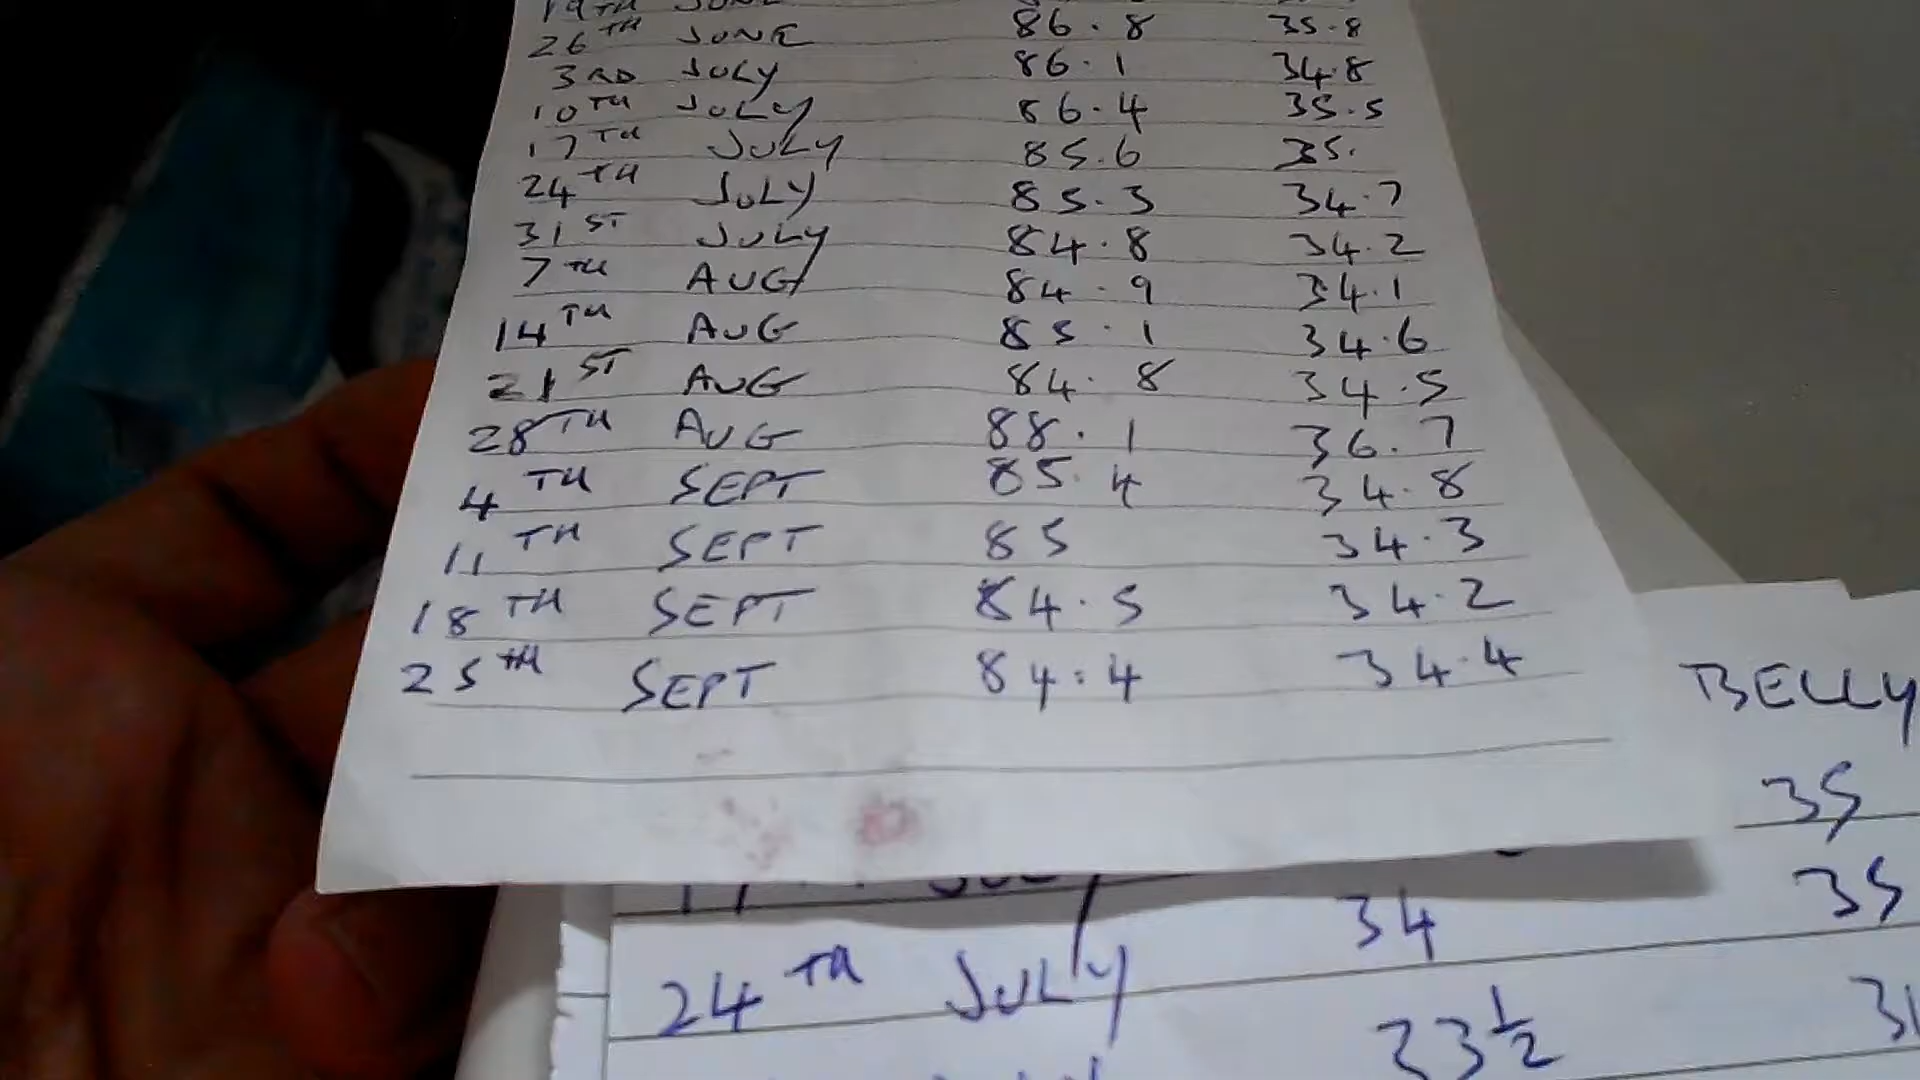 19TH JUNE
26TH JUNE 86.8 35.8
3RD JULY 86.1 34.8
10TH JULY 86.4 35.5
17TH JULY 85.6 35.
24TH JULY 85.3 34.7
31ST JULY 84.8 34.2
7TH AUG 84.9 34.1
14TH AUG 85.1 34.6
21ST AUG 84.8 34.5
28TH AUG 88.1 36.7
4TH SEPT 85.4 34.8
11TH SEPT 85 34.3
18TH SEPT 84.5 34.2
25TH SEPT 84.4 34.4
BELLY
35
35
24TH JULY 34
33 1/2